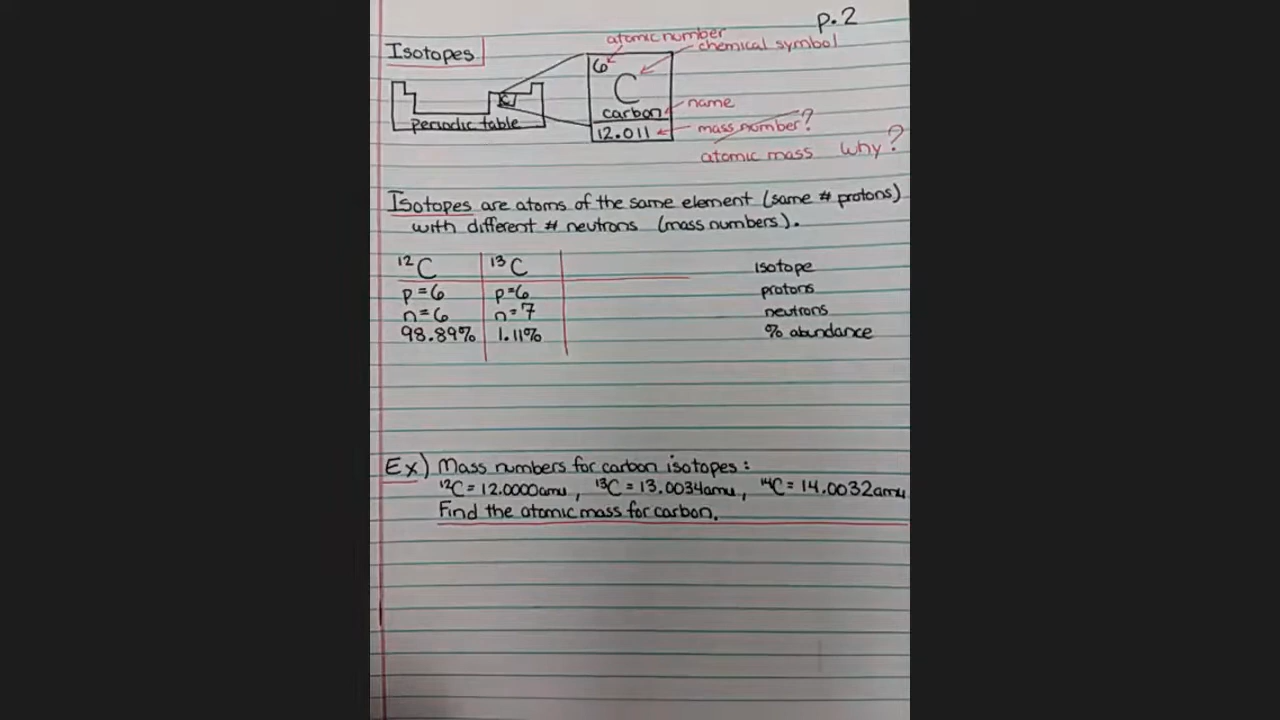 p.2
Isotopes
atomic number
chemical symbol
6
C
C
carbon
name
periodic table
12.011
mass number?
atomic mass why?
Isotopes are atoms of the same element (same # protons)
with different # neutrons (mass numbers).
¹²C ¹³C isotope
p=6 p=6 protons
n=6 n=7 neutrons
98.89% 1.11% % abundance
Ex) Mass numbers for carbon isotopes:
¹²C = 12.0000amu, ¹³C = 13.0034amu, ¹⁴C = 14.0032amu
Find the atomic mass for carbon.